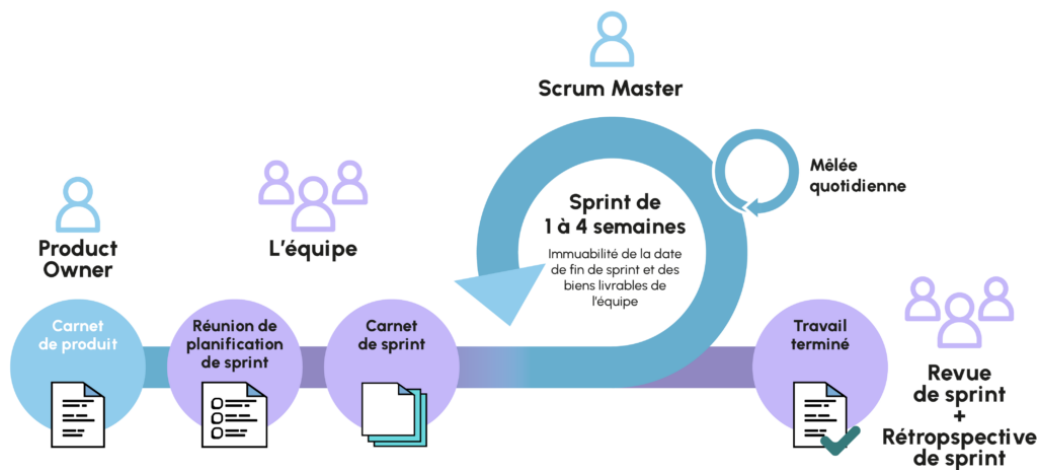 Scrum Master
Mêlée
quotidienne
Sprint de
1 à 4 semaines
Immuabilité de la date
de fin de sprint et des
biens livrables de
l'équipe
Product
Owner
L'équipe
Carnet
de produit
Réunion de
planification
de sprint
Carnet
de sprint
Travail
terminé
Revue
de sprint
+
Rétropspective
de sprint